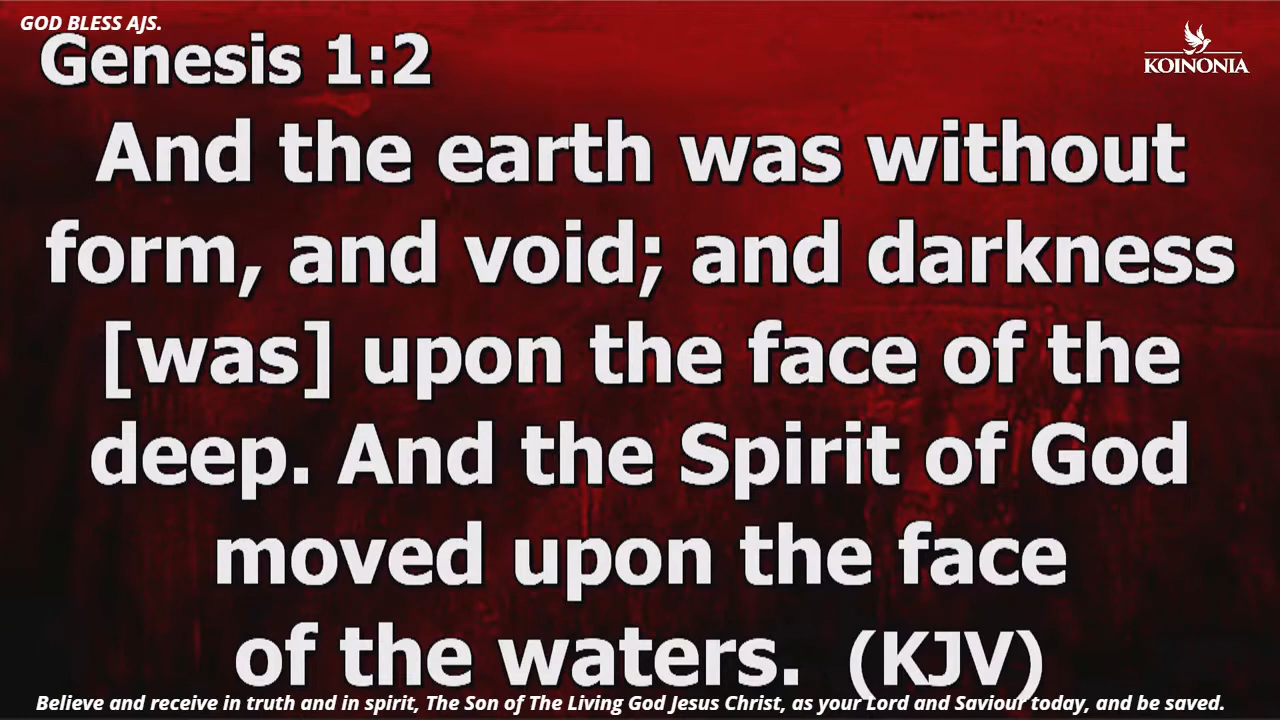 GOD BLESS AJS.
Genesis 1:2
KOINONIA
And the earth was without
form, and void; and darkness
[was] upon the face of the
deep. And the Spirit of God
moved upon the face
of the waters. (KJV)
Believe and receive in truth and in spirit, The Son of The Living God Jesus Christ, as your Lord and Saviour today, and be saved.